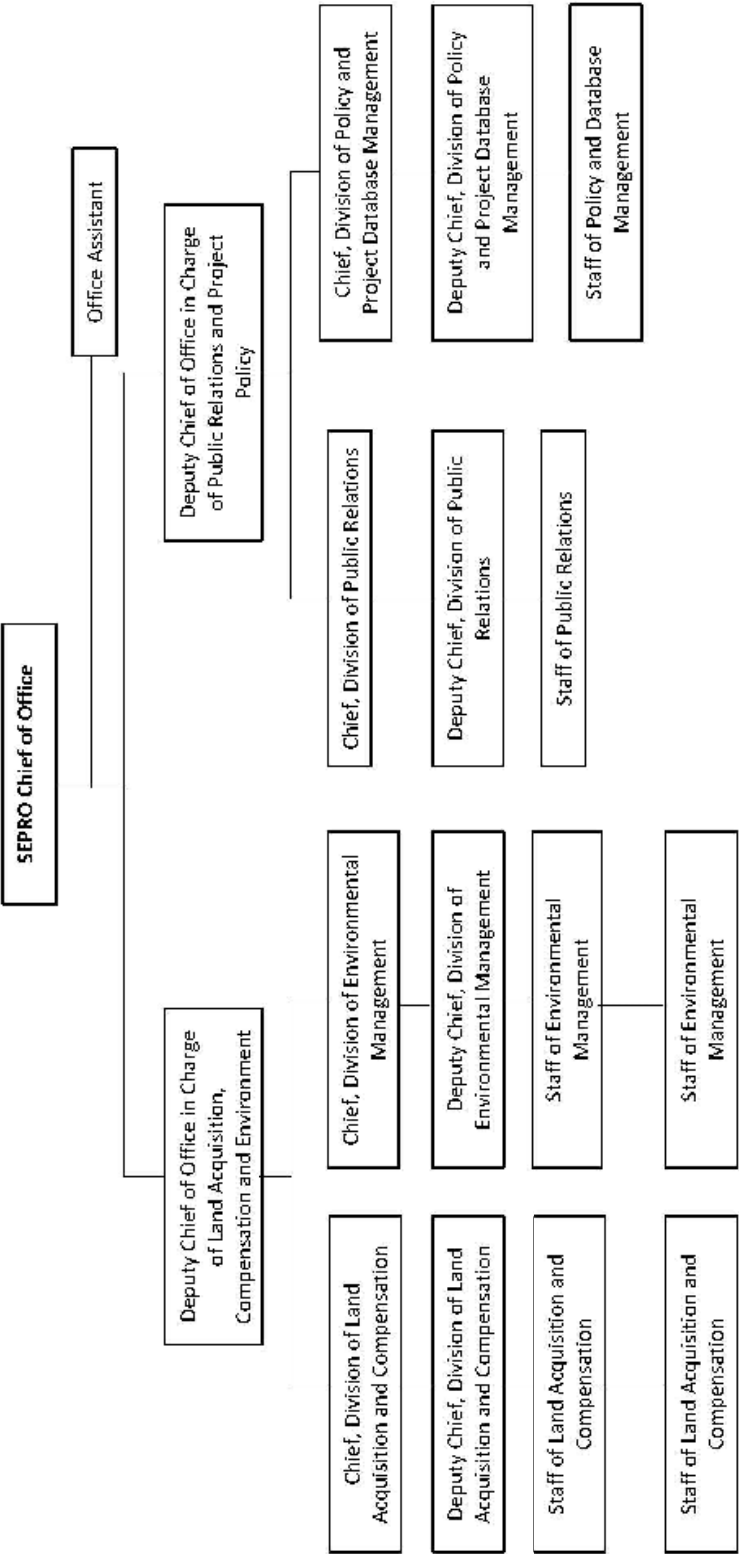 SEPRO Chief of Office
Office Assistant
Deputy Chief of Office in Charge
of Land Acquisition,
Compensation and Environment
Deputy Chief of Office in Charge
of Public Relations and Project
Policy
Chief, Division of Land
Acquisition and Compensation
Chief, Division of Environmental
Management
Chief, Division of Public Relations
Chief, Division of Policy and
Project Database Management
Deputy Chief, Division of Land
Acquisition and Compensation
Deputy Chief, Division of
Environmental Management
Deputy Chief, Division of Public
Relations
Deputy Chief, Division of Policy
and Project Database
Management
Staff of Land Acquisition and
Compensation
Staff of Environmental
Management
Staff of Public Relations
Staff of Policy and Database
Management
Staff of Land Acquisition and
Compensation
Staff of Environmental
Management